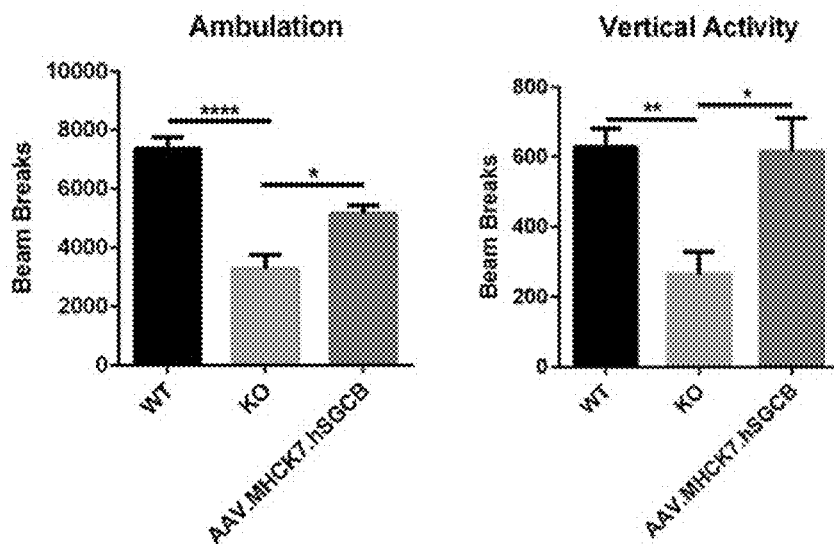 Ambulation
Beam Breaks
10000
8000
6000
4000
2000
0
****
*
WT
KO
AAV.MHCK7.hSGCB
Vertical Activity
Beam Breaks
800
600
400
200
0
**
*
WT
KO
AAV.MHCK7.hSGCB